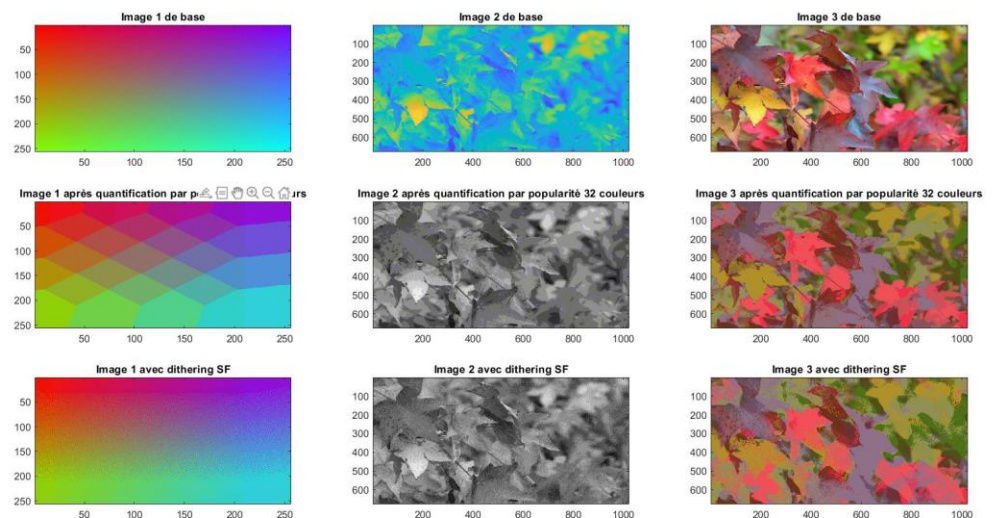 Image 1 de base
50
100
150
200
250
50 100 150 200 250
Image 2 de base
100
200
300
400
500
600
200 400 600 800 1000
Image 3 de base
100
200
300
400
500
600
200 400 600 800 1000
Image 1 après quantification par urs
50
100
150
200
250
50 100 150 200 250
Image 2 après quantification par popularité 32 couleurs
100
200
300
400
500
600
200 400 600 800 1000
Image 3 après quantification par popularité 32 couleurs
100
200
300
400
500
600
200 400 600 800 1000
Image 1 avec dithering SF
50
100
150
200
250
50 100 150 200 250
Image 2 avec dithering SF
100
200
300
400
500
600
200 400 600 800 1000
Image 3 avec dithering SF
100
200
300
400
500
600
200 400 600 800 1000